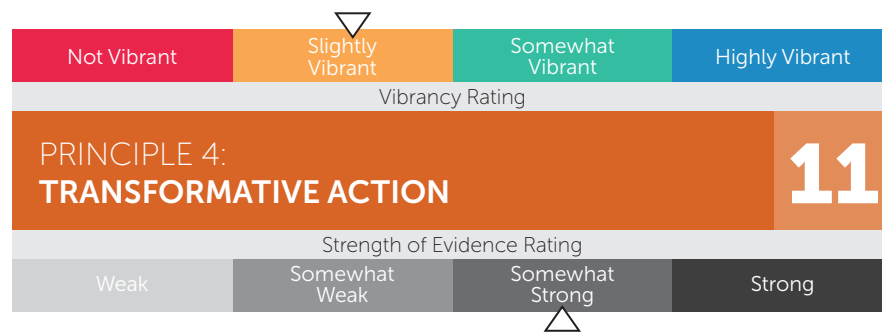 Not Vibrant
Slightly
Vibrant
Somewhat
Vibrant
Highly Vibrant
Vibrancy Rating
PRINCIPLE 4:
TRANSFORMATIVE ACTION
11
Strength of Evidence Rating
Weak
Somewhat
Weak
Somewhat
Strong
Strong